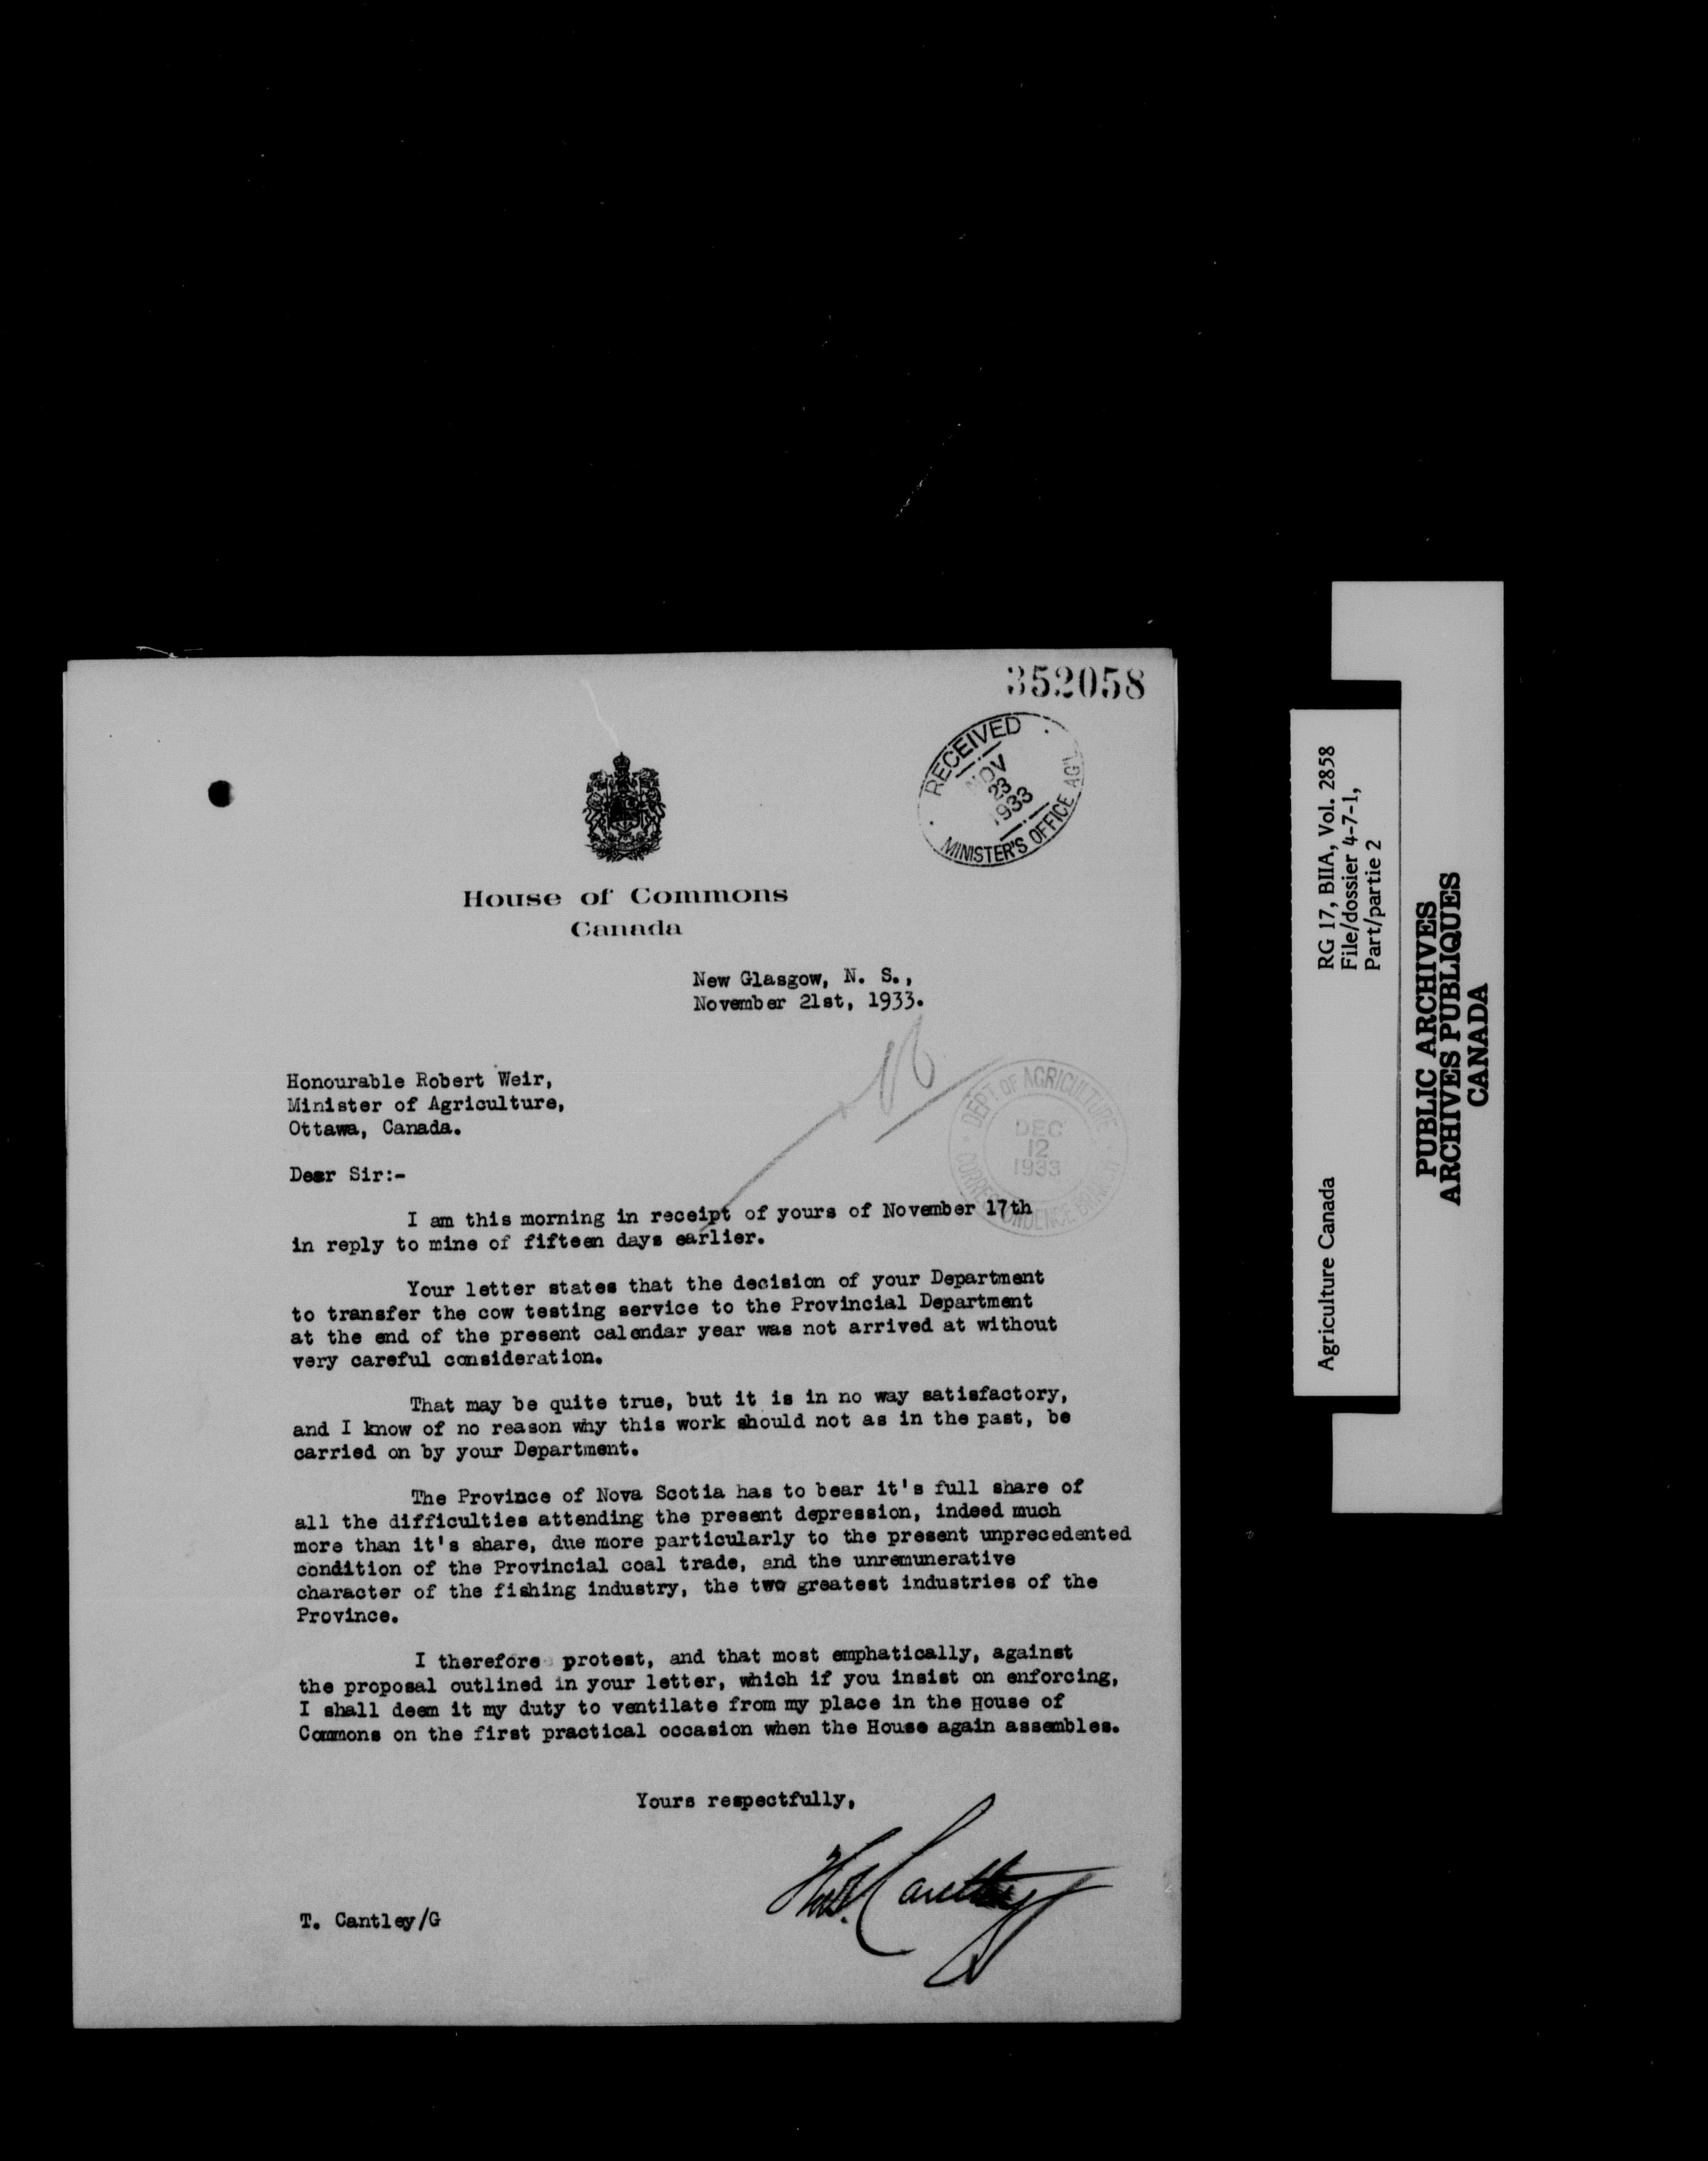 352058
RECEIVED
NOV
23
1933
MINISTER'S OFFICE AG'L
House of Commons
Canada
New Glasgow, N. S.,
November 21st, 1933.
DEPT OF AGRICULTURE
DEC
12
1933
CORRESPONDENCE BRANCH
Honourable Robert Weir,
Minister of Agriculture,
Ottawa, Canada.
Dear Sir:-
I am this morning in receipt of yours of November 17th
in reply to mine of fifteen days earlier.
Your letter states that the decision of your Department
to transfer the cow testing service to the Provincial Department
at the end of the present calendar year was not arrived at without
very careful consideration.
That may be quite true, but it is in no way satisfactory,
and I know of no reason why this work should not as in the past, be
carried on by your Department.
The Province of Nova Scotia has to bear it's full share of
all the difficulties attending the present depression, indeed much
more than it's share, due more particularly to the present unprecedented
condition of the Provincial coal trade, and the unremunerative
character of the fishing industry, the two greatest industries of the
Province.
I therefore protest, and that most emphatically, against
the proposal outlined in your letter, which if you insist on enforcing,
I shall deem it my duty to ventilate from my place in the House of
Commons on the first practical occasion when the House again assembles.
Yours respectfully,
Thos. Cantley
T. Cantley/G
Agriculture Canada
RG 17, BIIA, Vol. 2858
File/dossier 4-7-1,
Part/partie 2
PUBLIC ARCHIVES
ARCHIVES PUBLIQUES
CANADA